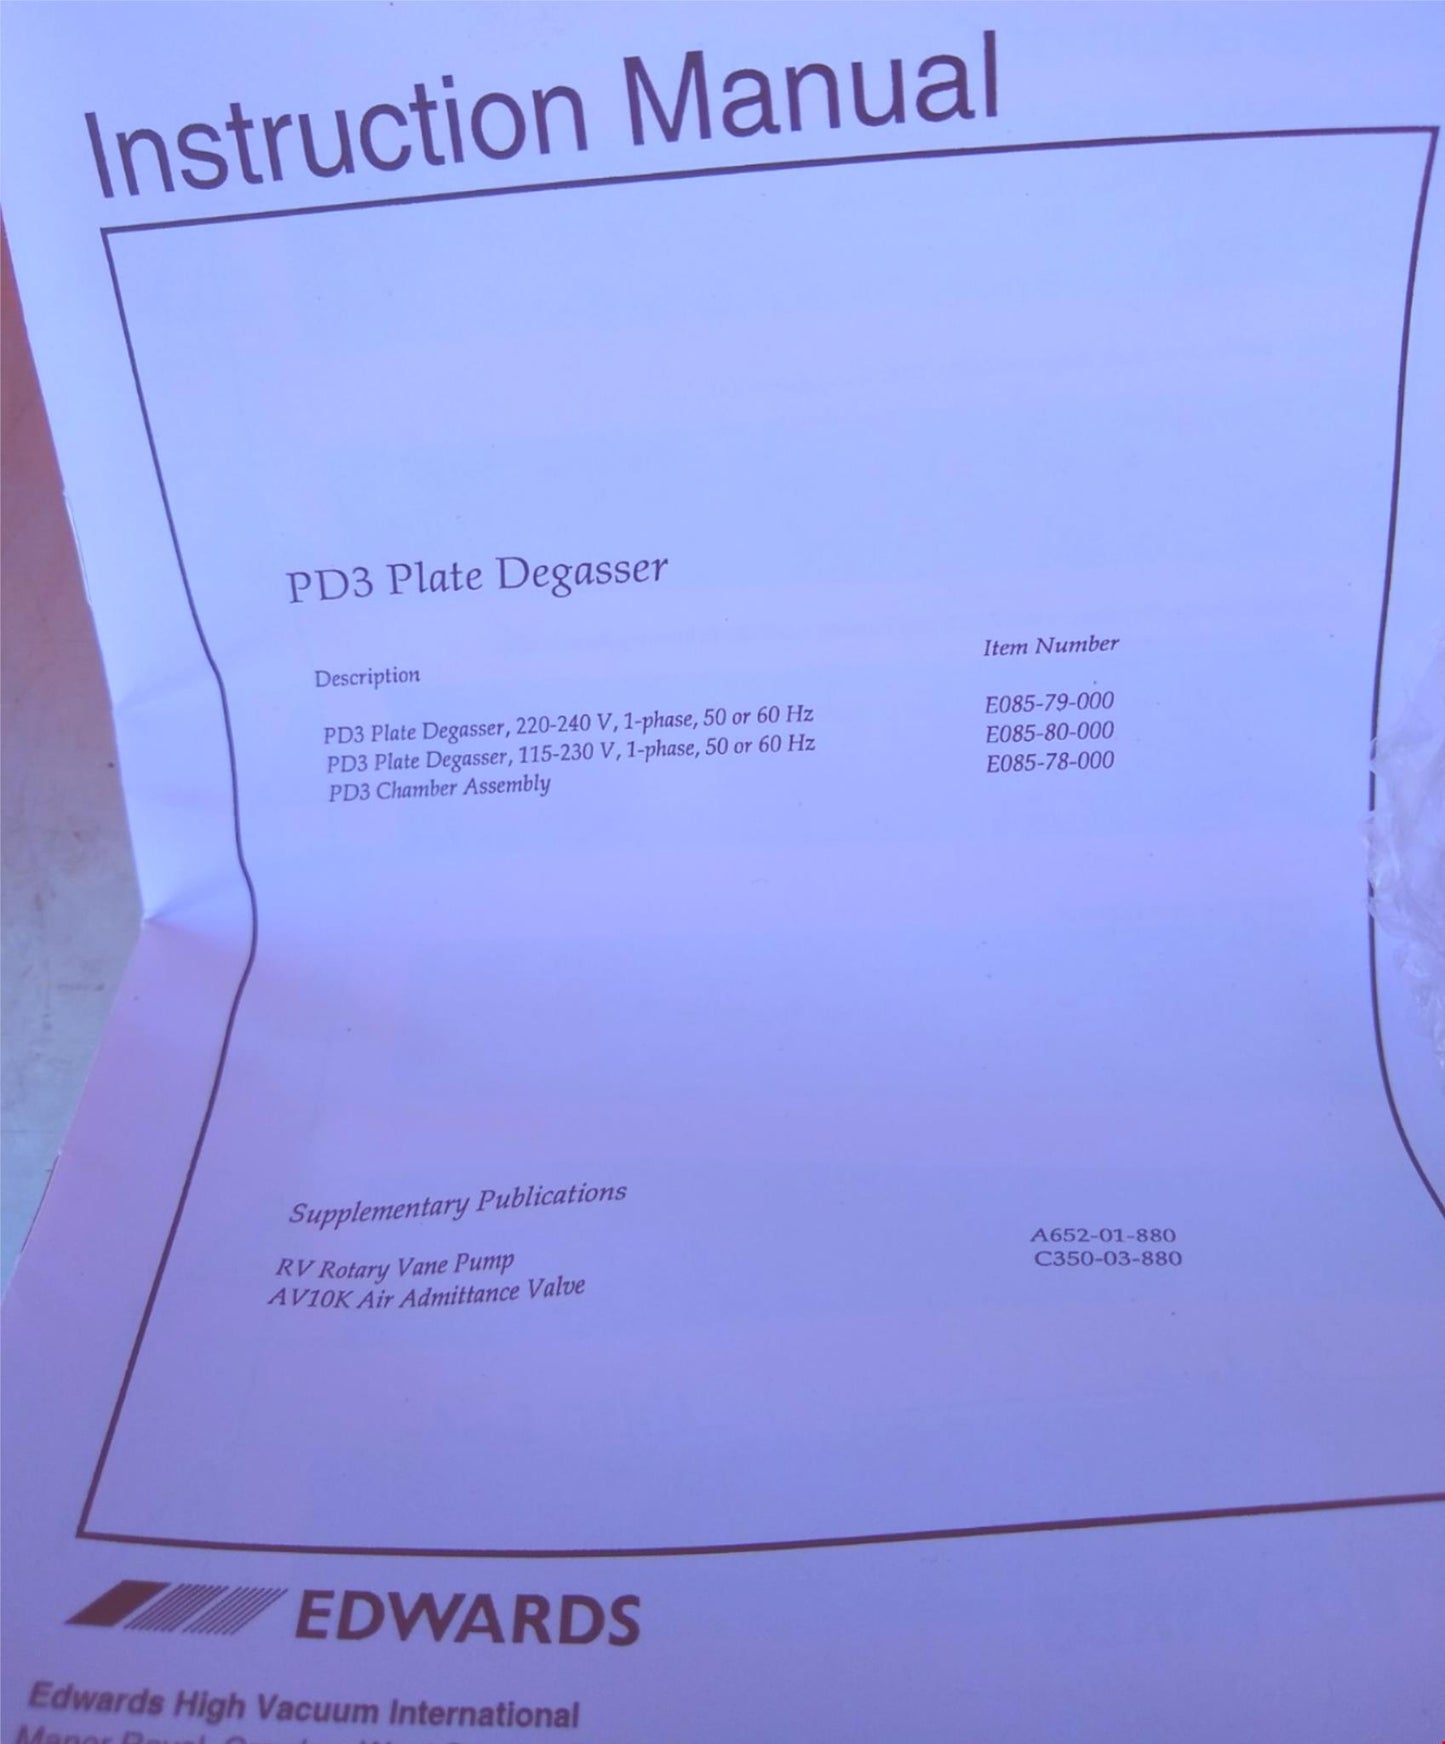 Instruction Manual
PD3 Plate Degasser
Description Item Number
PD3 Plate Degasser, 220-240 V, 1-phase, 50 or 60 Hz E085-79-000
PD3 Plate Degasser, 115-230 V, 1-phase, 50 or 60 Hz E085-80-000
PD3 Chamber Assembly E085-78-000
Supplementary Publications
RV Rotary Vane Pump A652-01-880
AV10K Air Admittance Valve C350-03-880
EDWARDS
Edwards High Vacuum International
Manor Royal,